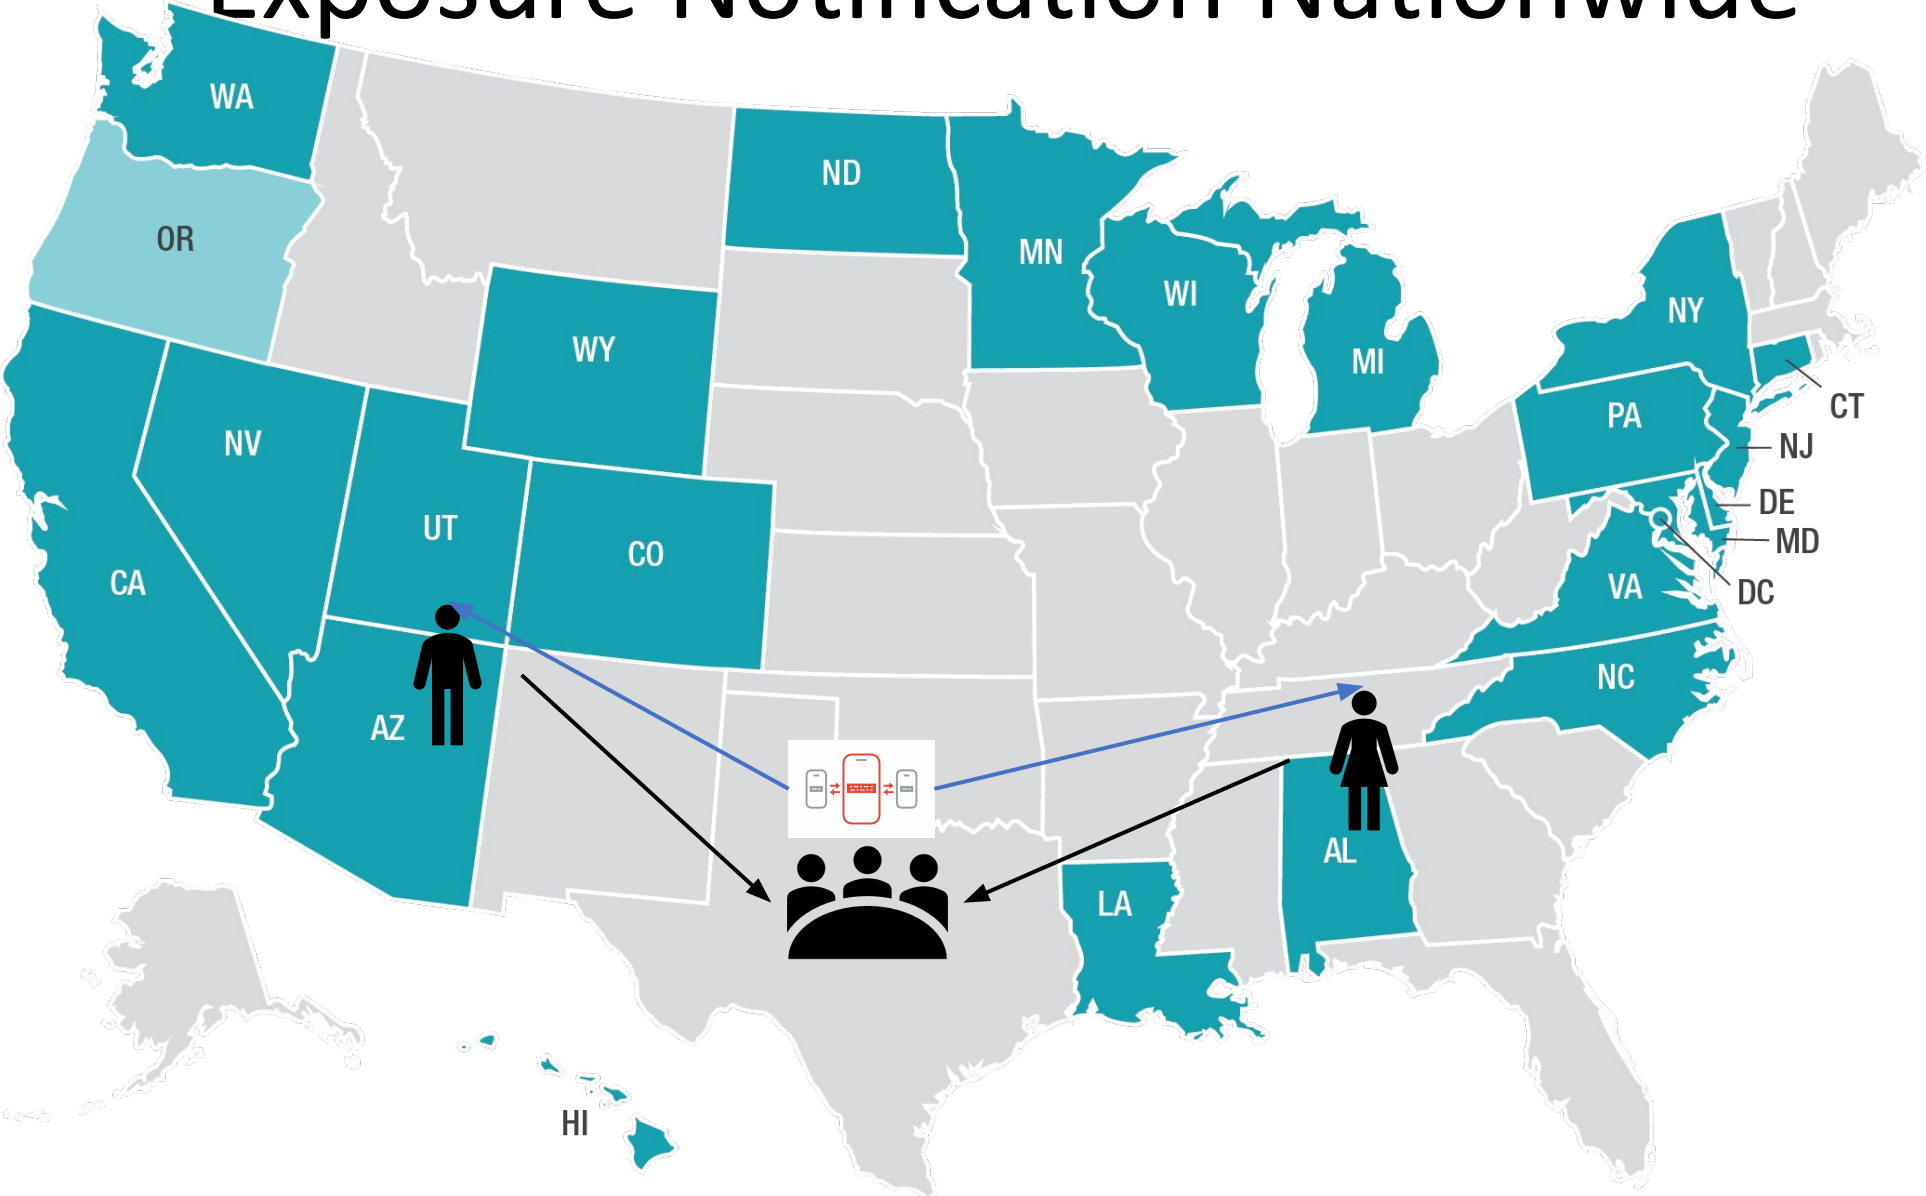 Exposure Notification Nationwide
WA
ND
OR
MN
WI
NY
WY
MI
CT
PA
NV
NJ
DE
UT
MD
CO
CA
VA
DC
NC
AZ
AL
LA
HI